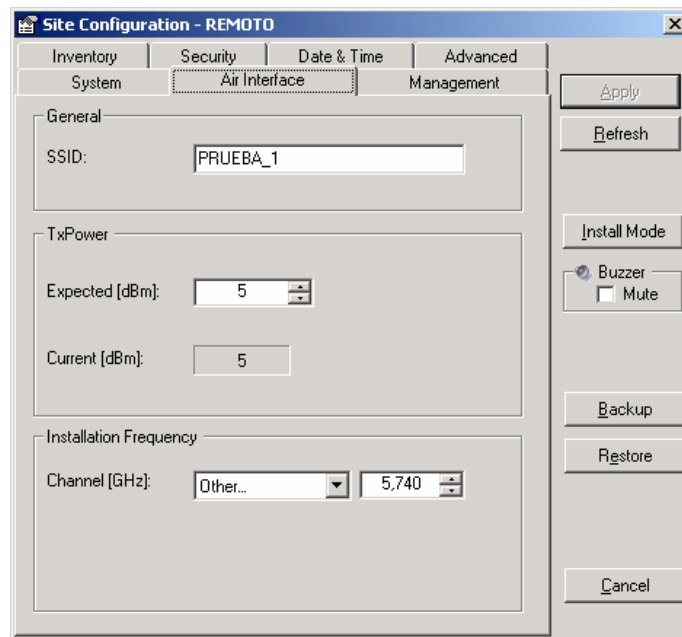 Site Configuration - REMOTO
Inventory Security Date & Time Advanced
System Air Interface Management
General
SSID: PRUEBA_1
TxPower
Expected [dBm]: 5
Current [dBm]: 5
Installation Frequency
Channel [GHz]: Other... 5,740
Apply
Refresh
Install Mode
Buzzer
Mute
Backup
Restore
Cancel